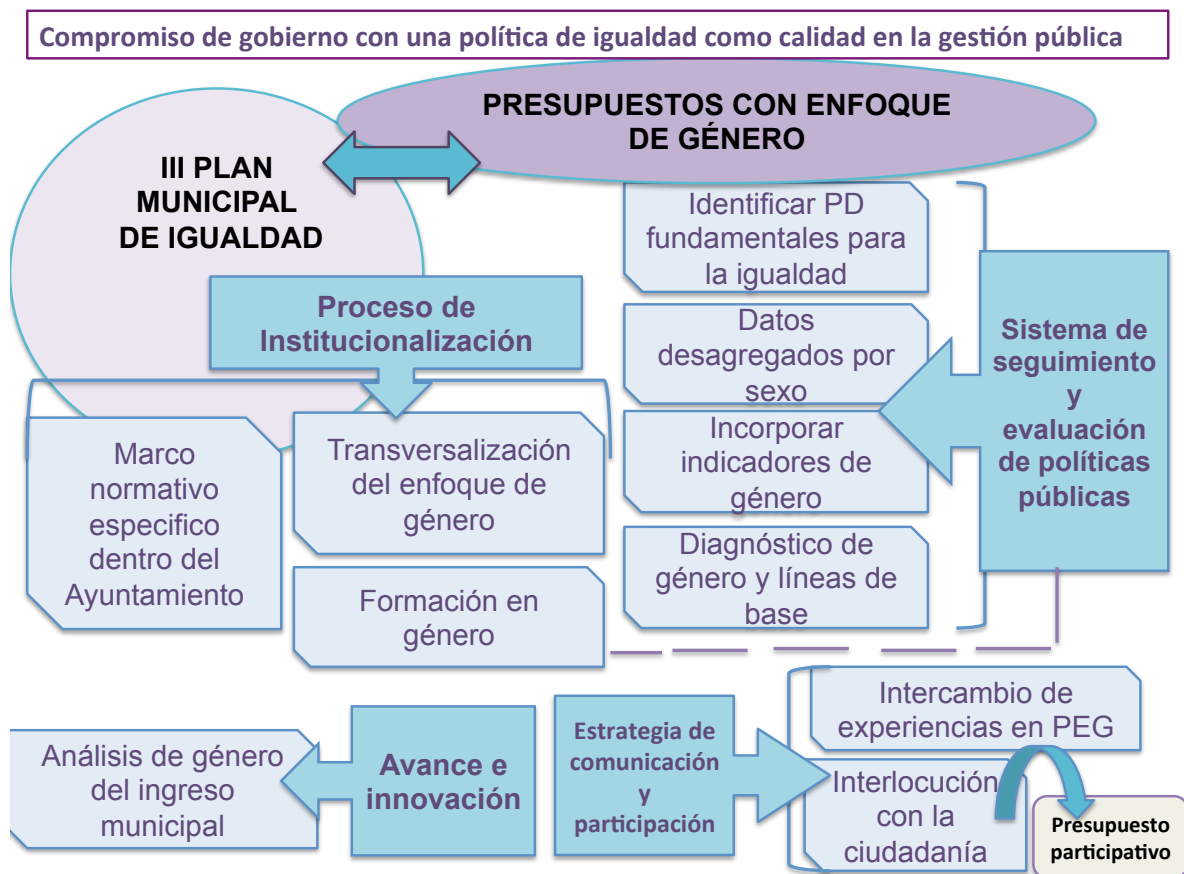 Compromiso de gobierno con una política de igualdad como calidad en la gestión pública
PRESUPUESTOS CON ENFOQUE
DE GÉNERO
III PLAN
MUNICIPAL
DE IGUALDAD
Proceso de
Institucionalización
Marco
normativo
especifico
dentro del
Ayuntamiento
Transversalización
del enfoque de
género
Formación en
género
Identificar PD
fundamentales para
la igualdad
Datos
desagregados por
sexo
Incorporar
indicadores de
género
Diagnóstico de
género y líneas de
base
Sistema de
seguimiento
y
evaluación
de políticas
públicas
Análisis de género
del ingreso
municipal
Avance e
innovación
Estrategia de
comunicación
y
participación
Intercambio de
experiencias en PEG
Interlocución
con la
ciudadanía
Presupuesto
participativo